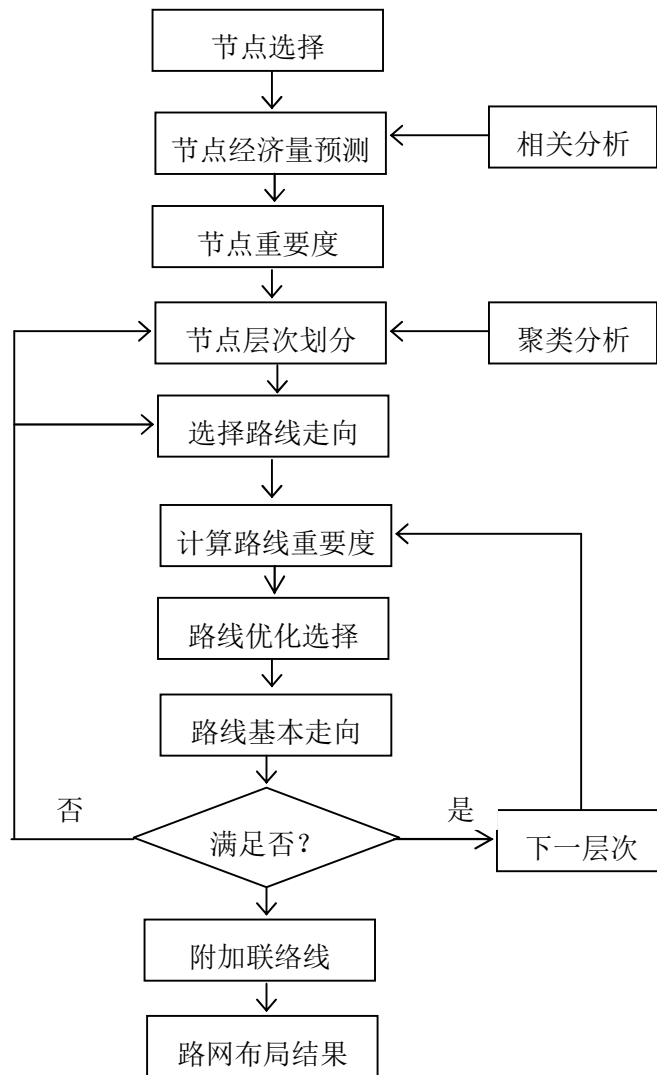 节点选择
节点经济量预测
相关分析
节点重要度
节点层次划分
聚类分析
选择路线走向
计算路线重要度
路线优化选择
路线基本走向
否
是
满足否？
下一层次
附加联络线
路网布局结果